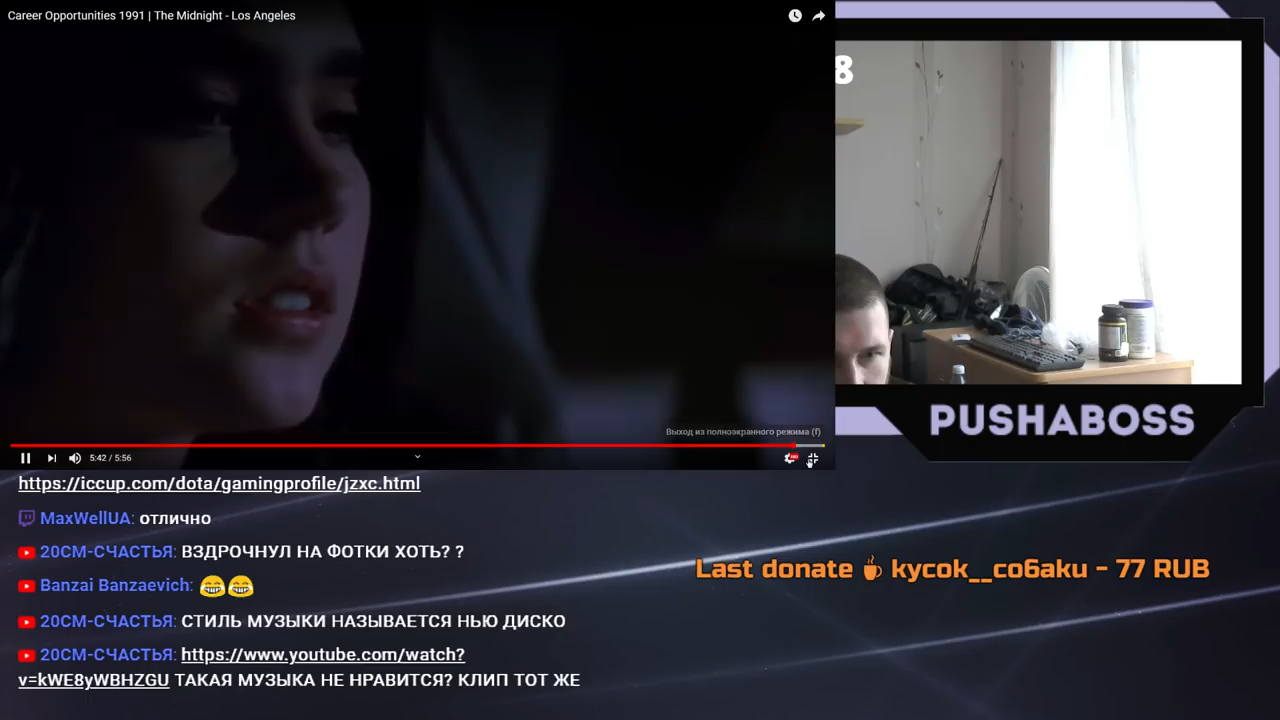 Career Opportunities 1991 | The Midnight - Los Angeles
8
Выход из полноэкранного режима (f)
5:42 / 5:56
HD
PUSHABOSS
https://iccup.com/dota/gamingprofile/jzxc.html
MaxWellUA: отлично
20СМ-СЧАСТЬЯ: ВЗДРОЧНУЛ НА ФОТКИ ХОТЬ? ?
Banzai Banzaevich:
20СМ-СЧАСТЬЯ: СТИЛЬ МУЗЫКИ НАЗЫВАЕТСЯ НЬЮ ДИСКО
20СМ-СЧАСТЬЯ: https://www.youtube.com/watch?
v=kWE8yWBHZGU ТАКАЯ МУЗЫКА НЕ НРАВИТСЯ? КЛИП ТОТ ЖЕ
Last donate kycok__co6aku - 77 RUB